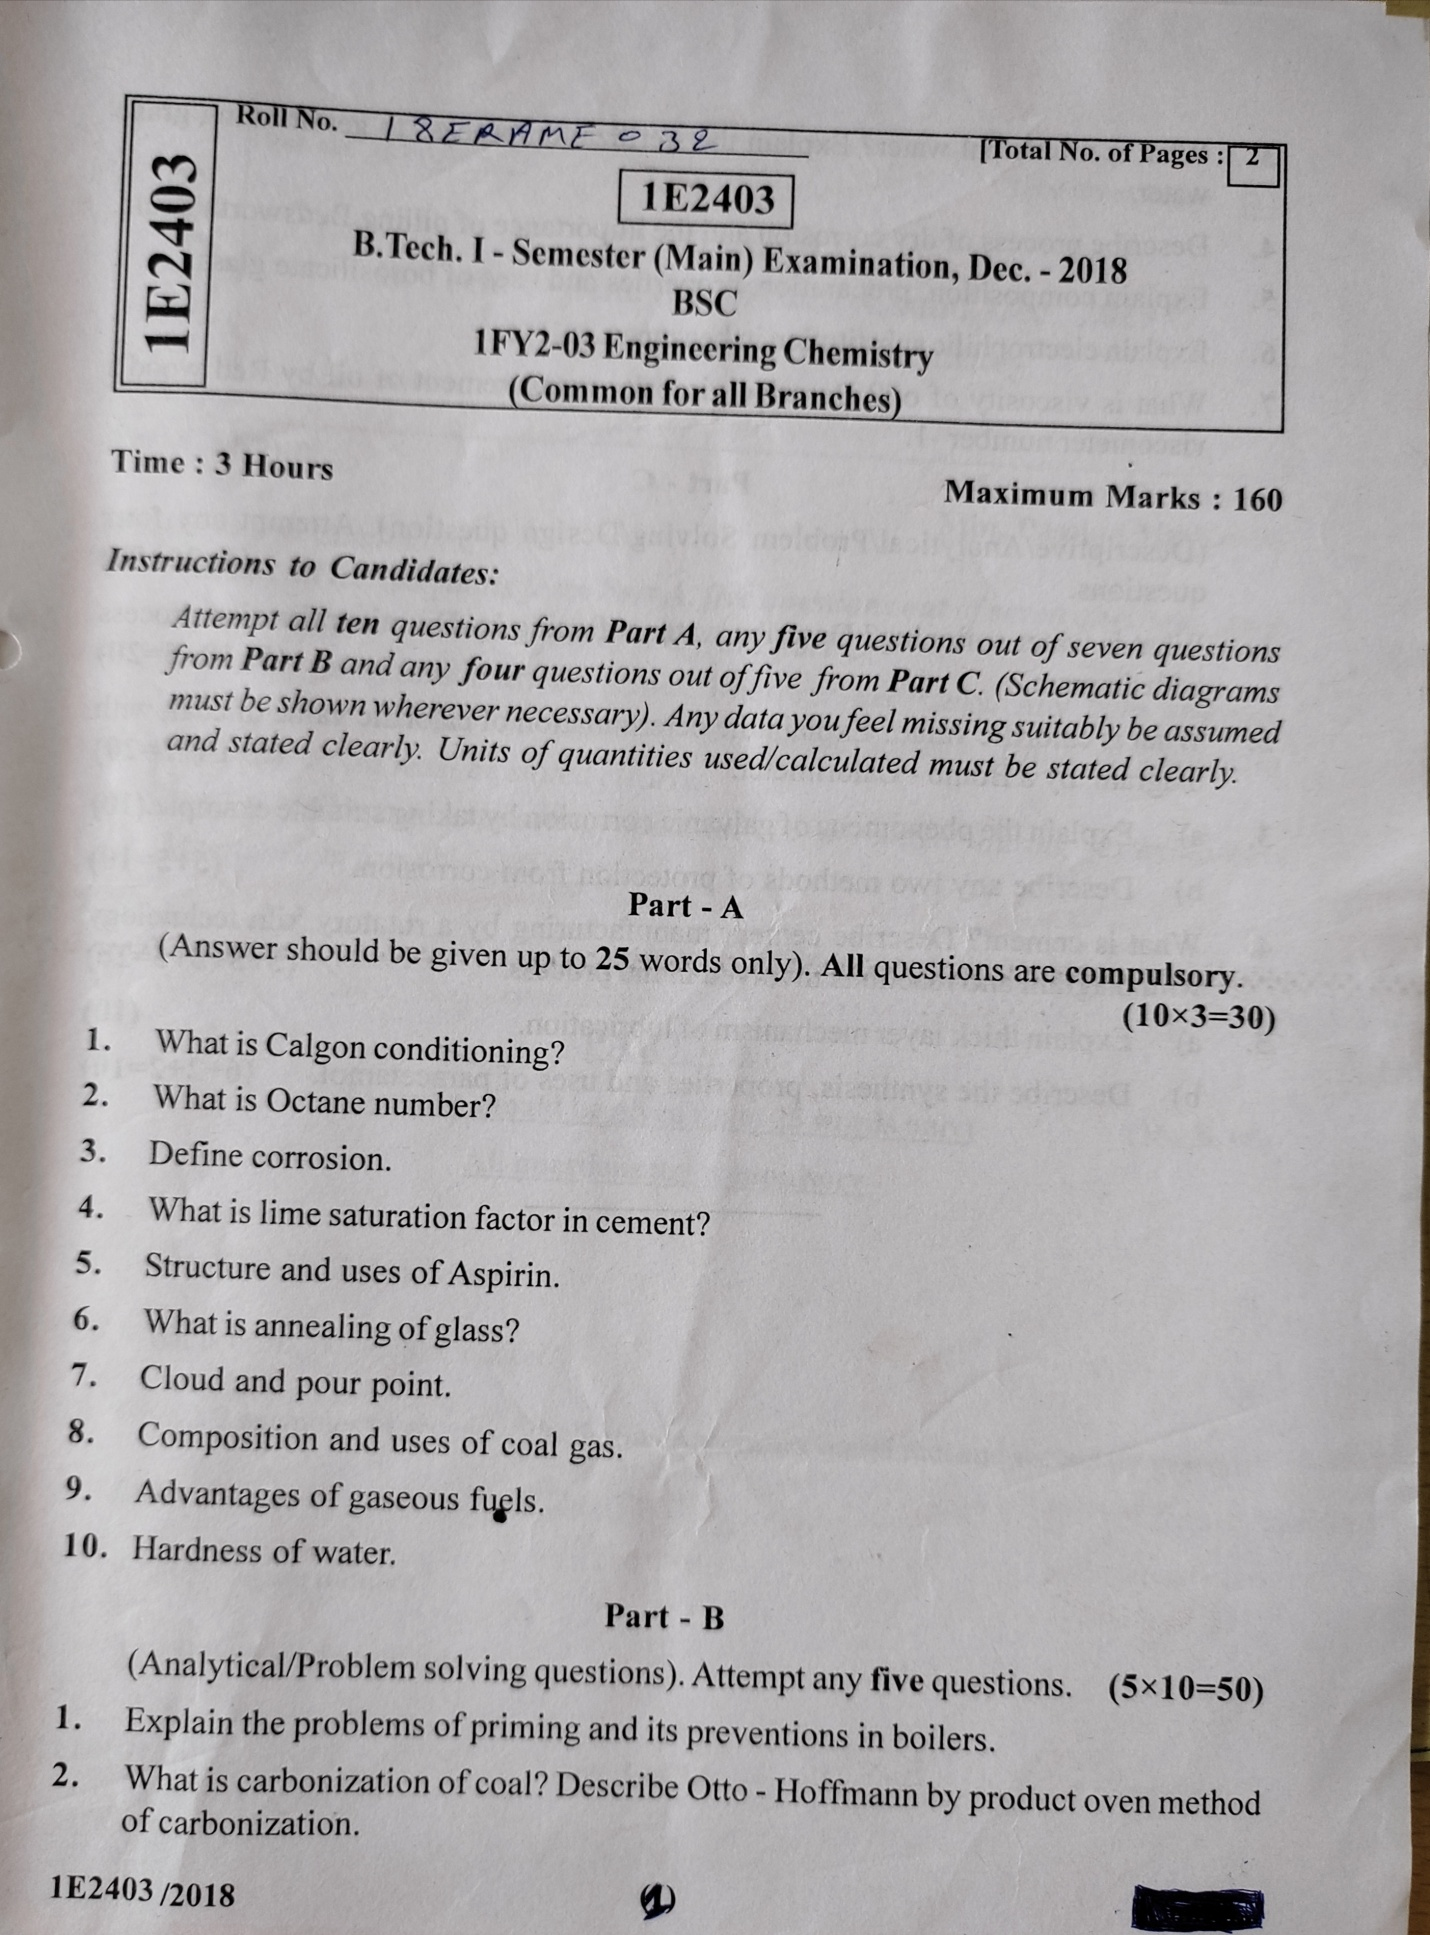 Roll No. 18ERAME032
[Total No. of Pages : 2
1E2403
1E2403
B.Tech. I - Semester (Main) Examination, Dec. - 2018
BSC
1FY2-03 Engineering Chemistry
(Common for all Branches)
Time : 3 Hours
Maximum Marks : 160
Instructions to Candidates:
Attempt all ten questions from Part A, any five questions out of seven questions
from Part B and any four questions out of five from Part C. (Schematic diagrams
must be shown wherever necessary). Any data you feel missing suitably be assumed
and stated clearly. Units of quantities used/calculated must be stated clearly.
Part - A
(Answer should be given up to 25 words only). All questions are compulsory.
(10×3=30)
1. What is Calgon conditioning?
2. What is Octane number?
3. Define corrosion.
4. What is lime saturation factor in cement?
5. Structure and uses of Aspirin.
6. What is annealing of glass?
7. Cloud and pour point.
8. Composition and uses of coal gas.
9. Advantages of gaseous fuels.
10. Hardness of water.
Part - B
(Analytical/Problem solving questions). Attempt any five questions. (5×10=50)
1. Explain the problems of priming and its preventions in boilers.
2. What is carbonization of coal? Describe Otto - Hoffmann by product oven method
of carbonization.
1E2403 /2018
(1)